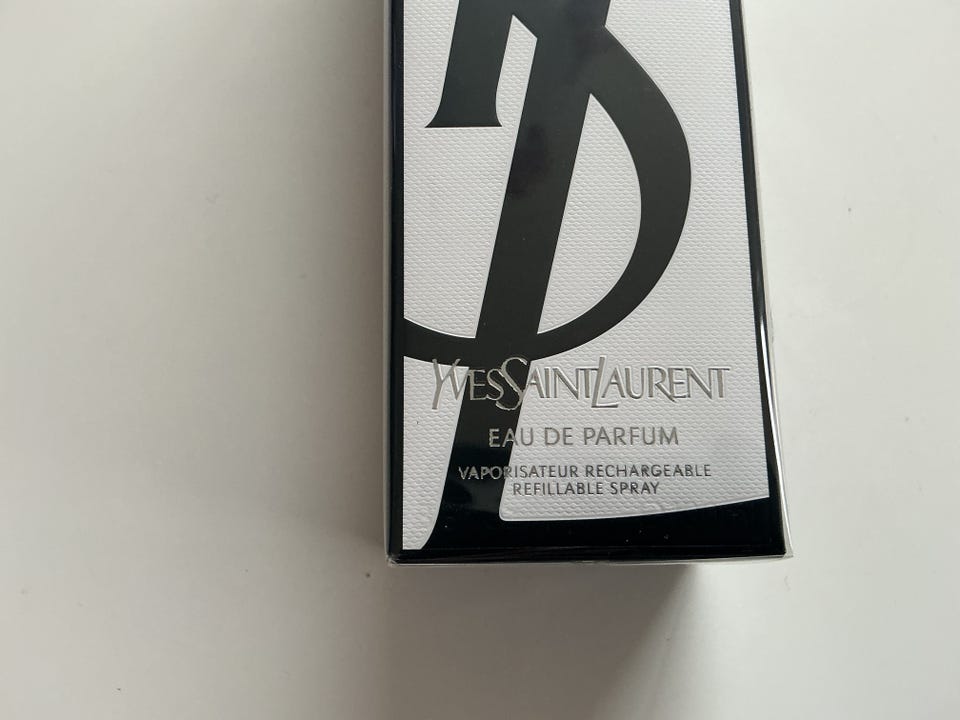 YVESSAINTLAURENT
EAU DE PARFUM
VAPORISATEUR RECHARGEABLE
REFILLABLE SPRAY